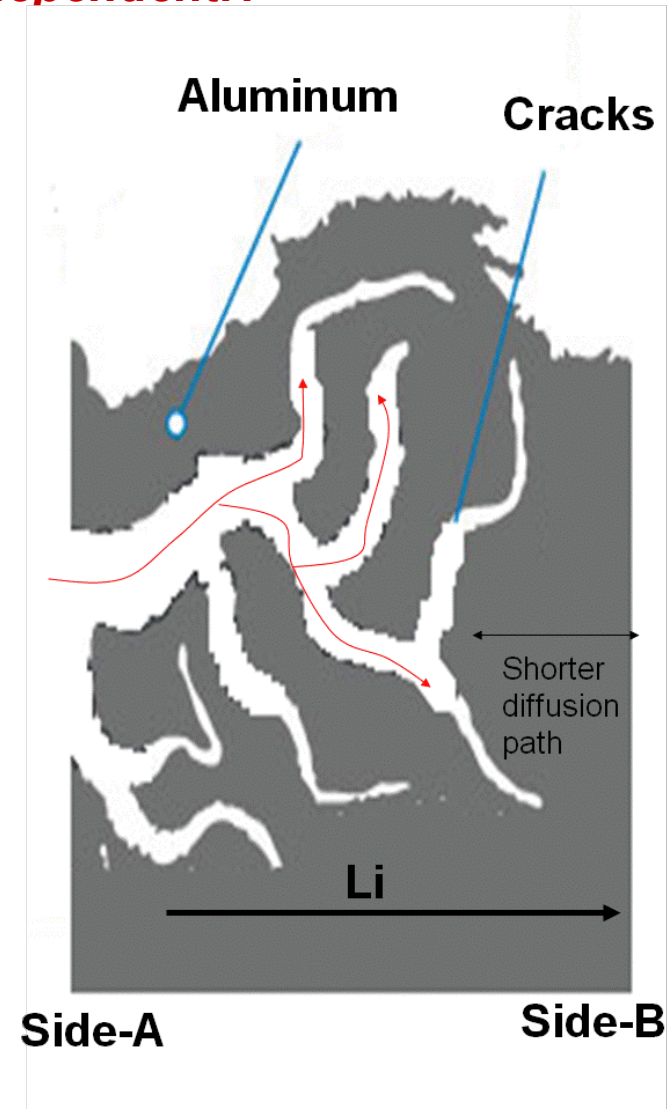 Aluminum
Cracks
Shorter
diffusion
path
Li
Side-A
Side-B